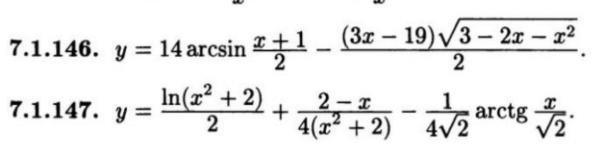 7.1.146. y = 14 arcsin (x + 1)/2 − ((3x − 19)√(3 − 2x − x²))/2.
7.1.147. y = ln(x² + 2)/2 + (2 − x)/(4(x² + 2)) − 1/(4√2) arctg x/√2.